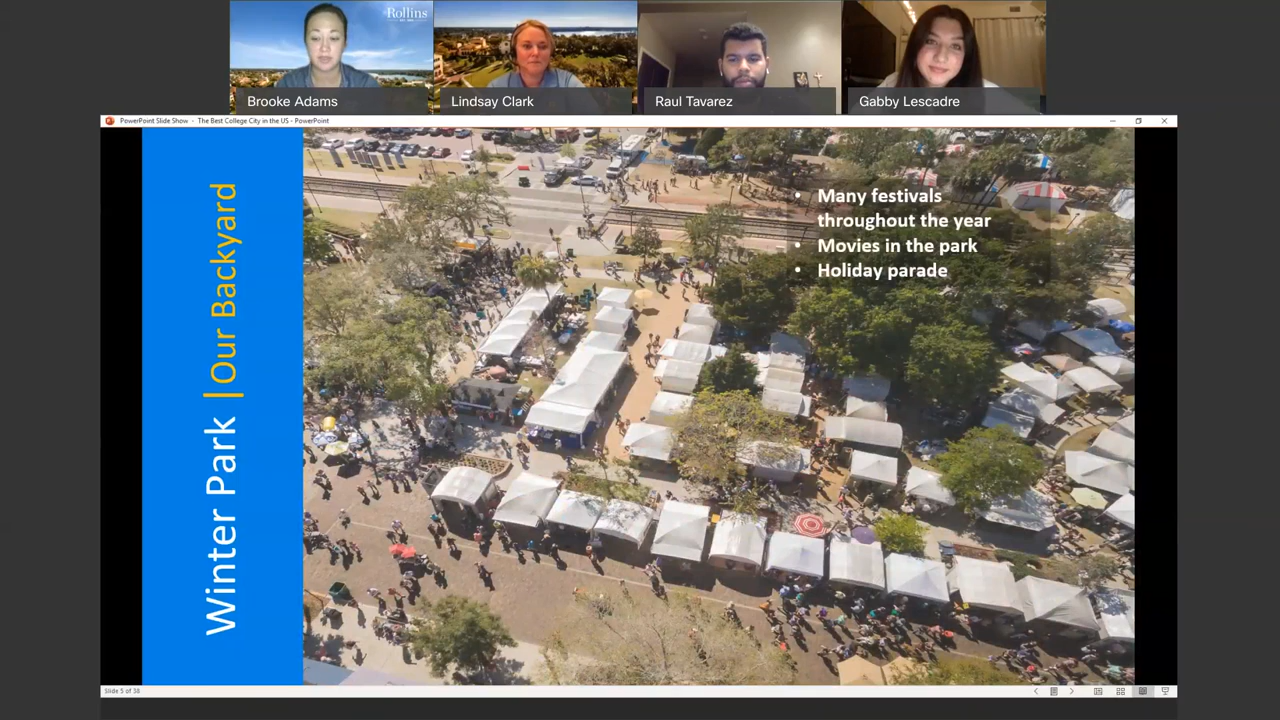 Rollins
Brooke Adams
Lindsay Clark
Raul Tavarez
Gabby Lescadre
PowerPoint Slide Show - The Best College City in the US - PowerPoint
Winter Park | Our Backyard
• Many festivals
throughout the year
• Movies in the park
• Holiday parade
Slide 5 of 38